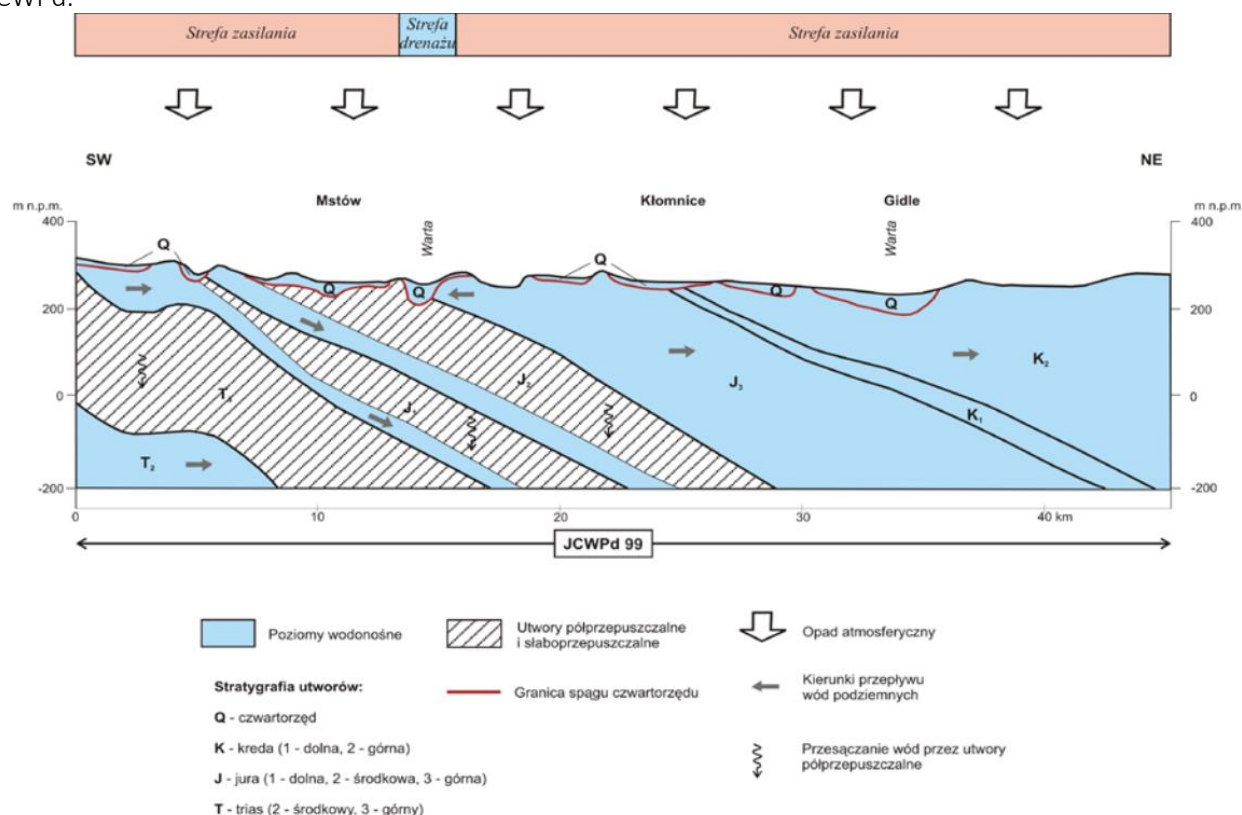 JCWPd.
Strefa zasilania
Strefa
drenażu
Strefa zasilania
SW
NE
Mstów
Kłomnice
Gidle
m n.p.m.
m n.p.m
Warta
Warta
400
400
Q
Q
Q
Q
Q
Q
200
200
0
0
-200
-200
T₂
J₁
J₂
J₃
K₁
K₂
0
10
20
30
40 km
JCWPd 99
Poziomy wodonośne
Utwory półprzepuszczalne
i słaboprzepuszczalne
Opad atmosferyczny
Stratygrafia utworów:
Granica spągu czwartorzędu
Kierunki przepływu
wód podziemnych
Q - czwartorzęd
K - kreda (1 - dolna, 2 - górna)
Przesączanie wód przez utwory
półprzepuszczalne
J - jura (1 - dolna, 2 - środkowa, 3 - górna)
T - trias (2 - środkowy, 3 - górny)